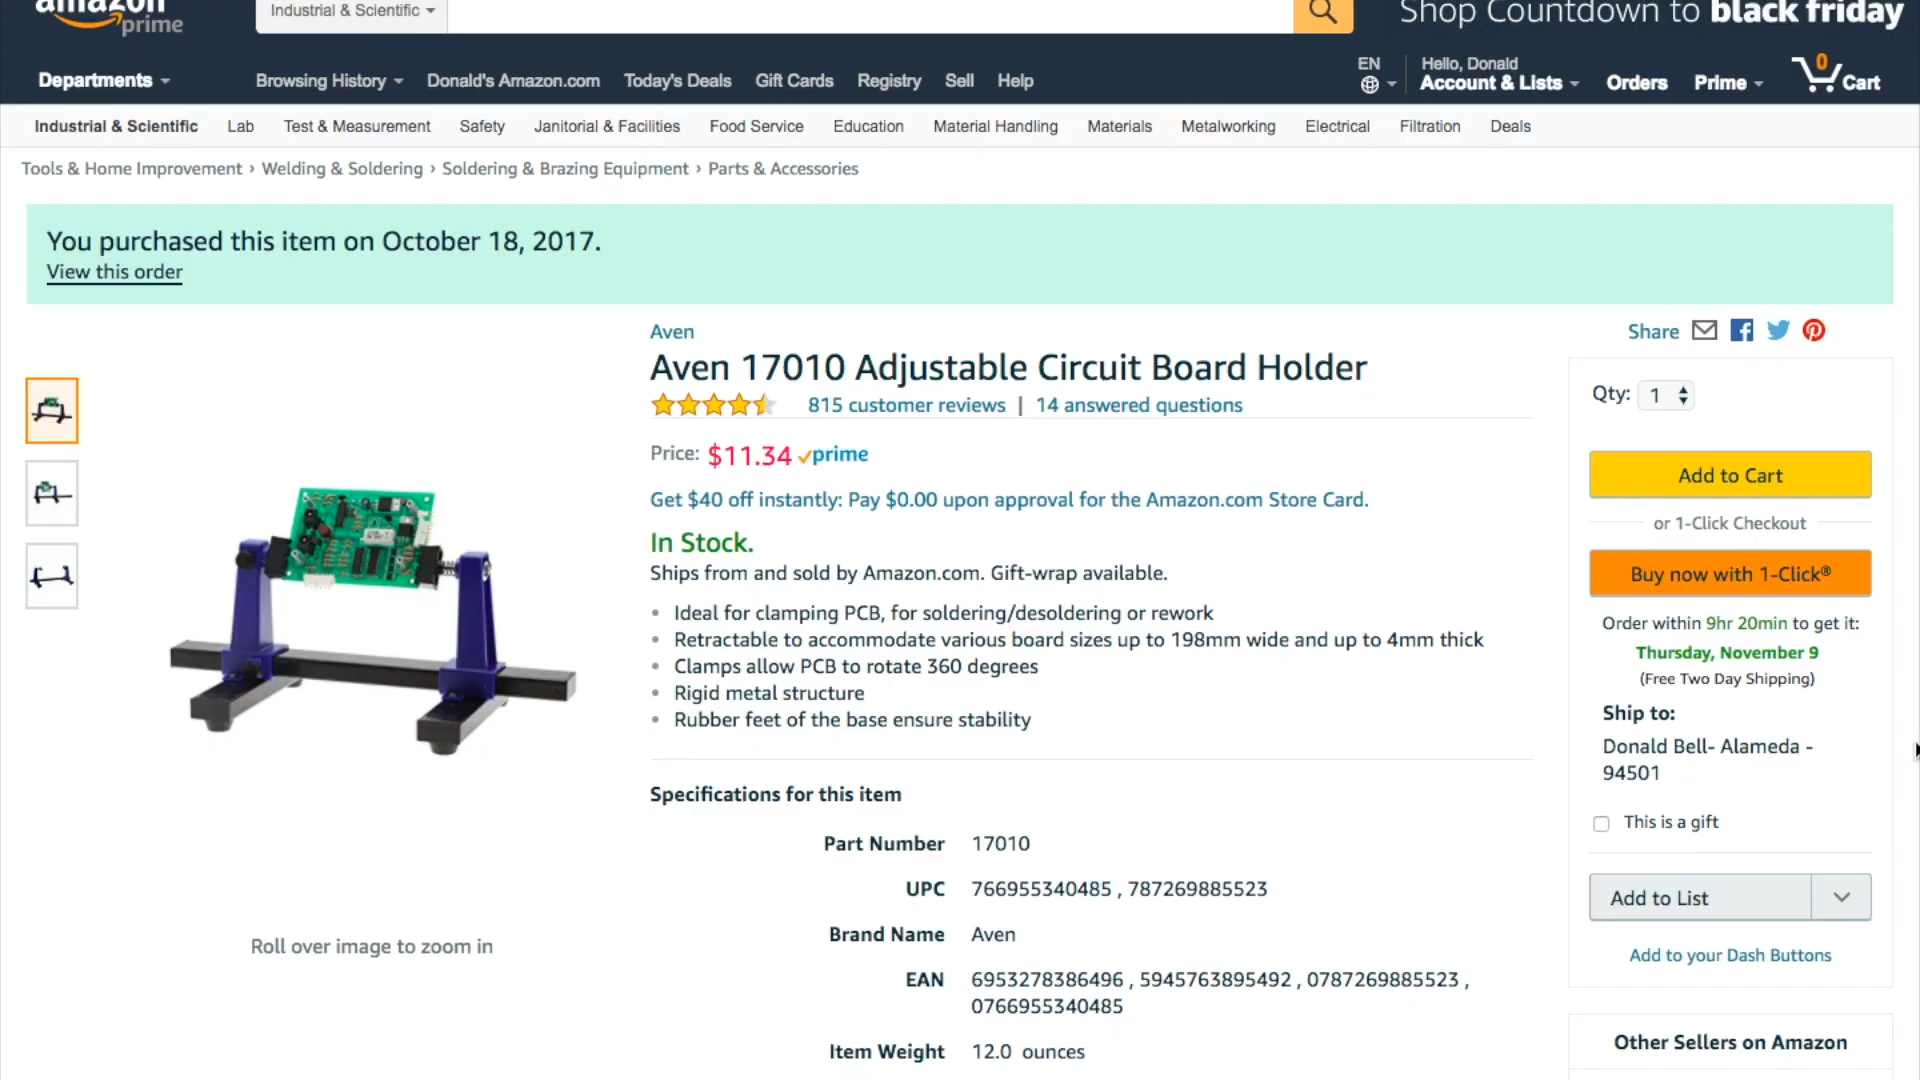 amazon
prime
Industrial & Scientific
Shop Countdown to black friday
Departments
Browsing History
Donald's Amazon.com
Today's Deals
Gift Cards
Registry
Sell
Help
EN
Hello, Donald
Account & Lists
Orders
Prime
0
Cart
Industrial & Scientific
Lab
Test & Measurement
Safety
Janitorial & Facilities
Food Service
Education
Material Handling
Materials
Metalworking
Electrical
Filtration
Deals
Tools & Home Improvement › Welding & Soldering › Soldering & Brazing Equipment › Parts & Accessories
You purchased this item on October 18, 2017.
View this order
Aven
Aven 17010 Adjustable Circuit Board Holder
815 customer reviews | 14 answered questions
Price: $11.34 prime
Get $40 off instantly: Pay $0.00 upon approval for the Amazon.com Store Card.
In Stock.
Ships from and sold by Amazon.com. Gift-wrap available.
• Ideal for clamping PCB, for soldering/desoldering or rework
• Retractable to accommodate various board sizes up to 198mm wide and up to 4mm thick
• Clamps allow PCB to rotate 360 degrees
• Rigid metal structure
• Rubber feet of the base ensure stability
Specifications for this item
Part Number 17010
UPC 766955340485 , 787269885523
Brand Name Aven
EAN 6953278386496 , 5945763895492 , 0787269885523 ,
0766955340485
Item Weight 12.0 ounces
Roll over image to zoom in
Share
Qty: 1
Add to Cart
or 1-Click Checkout
Buy now with 1-Click®
Order within 9hr 20min to get it:
Thursday, November 9
(Free Two Day Shipping)
Ship to:
Donald Bell- Alameda -
94501
This is a gift
Add to List
Add to your Dash Buttons
Other Sellers on Amazon